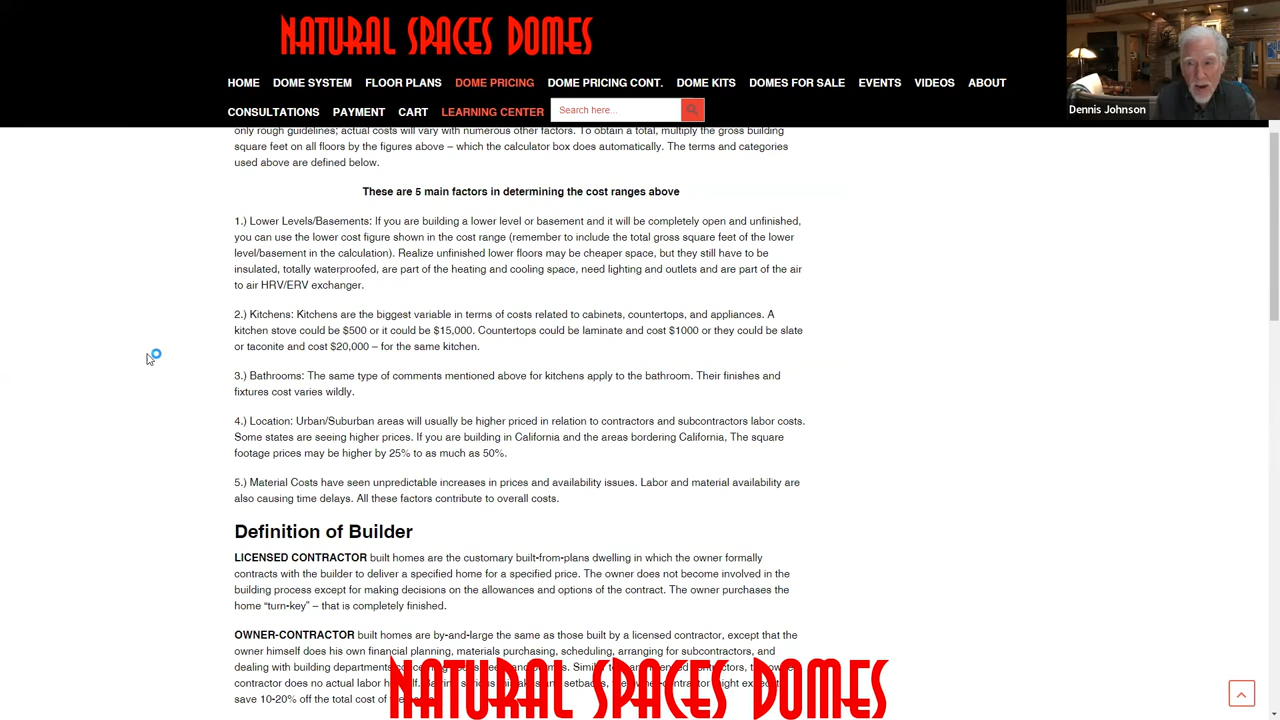 NATURAL SPACES DOMES
HOME DOME SYSTEM FLOOR PLANS DOME PRICING DOME PRICING CONT. DOME KITS DOMES FOR SALE EVENTS VIDEOS ABOUT
CONSULTATIONS PAYMENT CART LEARNING CENTER Search here...
Dennis Johnson
only rough guidelines; actual costs will vary with numerous other factors. To obtain a total, multiply the gross building
square feet on all floors by the figures above – which the calculator box does automatically. The terms and categories
used above are defined below.
These are 5 main factors in determining the cost ranges above
1.) Lower Levels/Basements: If you are building a lower level or basement and it will be completely open and unfinished,
you can use the lower cost figure shown in the cost range (remember to include the total gross square feet of the lower
level/basement in the calculation). Realize unfinished lower floors may be cheaper space, but they still have to be
insulated, totally waterproofed, are part of the heating and cooling space, need lighting and outlets and are part of the air
to air HRV/ERV exchanger.
2.) Kitchens: Kitchens are the biggest variable in terms of costs related to cabinets, countertops, and appliances. A
kitchen stove could be $500 or it could be $15,000. Countertops could be laminate and cost $1000 or they could be slate
or taconite and cost $20,000 – for the same kitchen.
3.) Bathrooms: The same type of comments mentioned above for kitchens apply to the bathroom. Their finishes and
fixtures cost varies wildly.
4.) Location: Urban/Suburban areas will usually be higher priced in relation to contractors and subcontractors labor costs.
Some states are seeing higher prices. If you are building in California and the areas bordering California, The square
footage prices may be higher by 25% to as much as 50%.
5.) Material Costs have seen unpredictable increases in prices and availability issues. Labor and material availability are
also causing time delays. All these factors contribute to overall costs.
Definition of Builder
LICENSED CONTRACTOR built homes are the customary built-from-plans dwelling in which the owner formally
contracts with the builder to deliver a specified home for a specified price. The owner does not become involved in the
building process except for making decisions on the allowances and options of the contract. The owner purchases the
home "turn-key" – that is completely finished.
OWNER-CONTRACTOR built homes are by-and-large the same as those built by a licensed contractor, except that the
owner himself does his own financial planning, materials purchasing, scheduling, arranging for subcontractors, and
dealing with building departments
contractor does no actual labor
save 10-20% off the total cost of
NATURAL SPACES DOMES